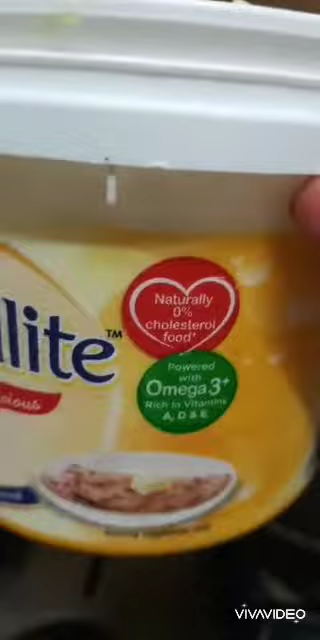 Naturally
0%
cholesterol
food*
lite™
Powered
with
Omega 3+
Rich in Vitamins
A, D & E
VIVAVIDEO